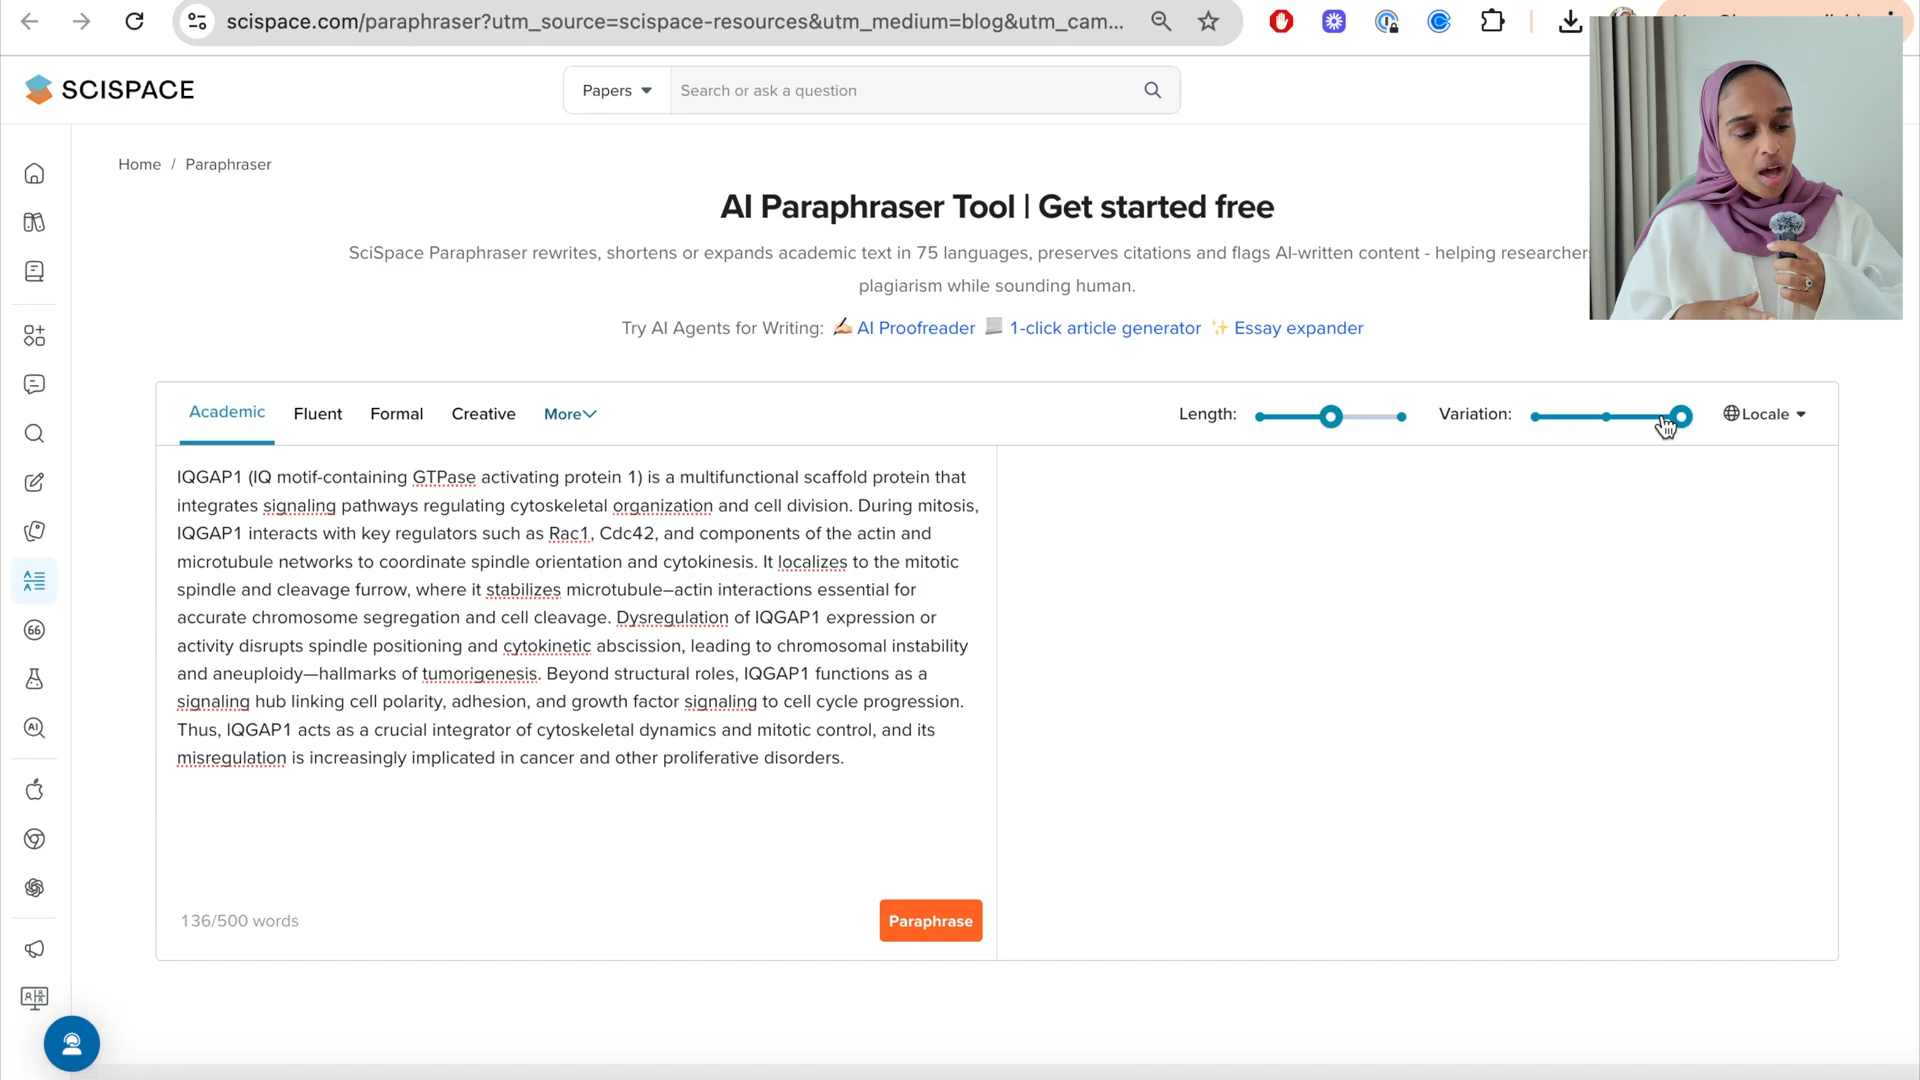 scispace.com/paraphraser?utm_source=scispace-resources&utm_medium=blog&utm_cam...
SCISPACE
Papers
Search or ask a question
Home / Paraphraser
AI Paraphraser Tool | Get started free
SciSpace Paraphraser rewrites, shortens or expands academic text in 75 languages, preserves citations and flags AI-written content - helping researchers
plagiarism while sounding human.
Try AI Agents for Writing: ✍🏻 AI Proofreader 📃 1-click article generator ✨ Essay expander
Academic Fluent Formal Creative More Length: Variation: Locale
IQGAP1 (IQ motif-containing GTPase activating protein 1) is a multifunctional scaffold protein that
integrates signaling pathways regulating cytoskeletal organization and cell division. During mitosis,
IQGAP1 interacts with key regulators such as Rac1, Cdc42, and components of the actin and
microtubule networks to coordinate spindle orientation and cytokinesis. It localizes to the mitotic
spindle and cleavage furrow, where it stabilizes microtubule–actin interactions essential for
accurate chromosome segregation and cell cleavage. Dysregulation of IQGAP1 expression or
activity disrupts spindle positioning and cytokinetic abscission, leading to chromosomal instability
and aneuploidy—hallmarks of tumorigenesis. Beyond structural roles, IQGAP1 functions as a
signaling hub linking cell polarity, adhesion, and growth factor signaling to cell cycle progression.
Thus, IQGAP1 acts as a crucial integrator of cytoskeletal dynamics and mitotic control, and its
misregulation is increasingly implicated in cancer and other proliferative disorders.
136/500 words
Paraphrase